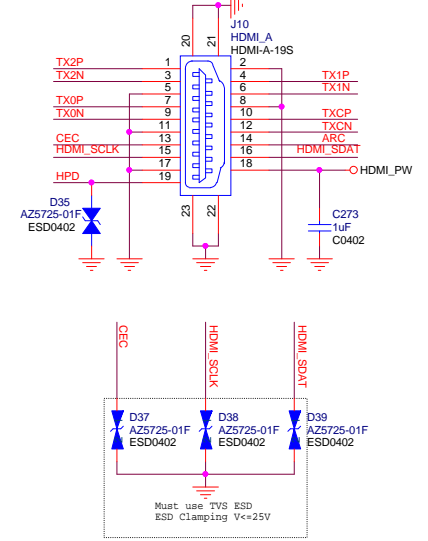 J10
HDMI_A
HDMI-A-19S
20
21
TX2P 1 2
TX2N 3 4 TX1P
5 6 TX1N
TX0P 7 8
TX0N 9 10 TXCP
11 12 TXCN
CEC 13 14 ARC
HDMI_SCLK 15 16 HDMI_SDAT
17 18 HDMI_PW
HPD 19
23
22
D35
AZ5725-01F
ESD0402
C273
1uF
C0402
CEC
HDMI_SCLK
HDMI_SDAT
D37
AZ5725-01F
ESD0402
D38
AZ5725-01F
ESD0402
D39
AZ5725-01F
ESD0402
Must use TVS ESD
ESD Clamping V<=25V